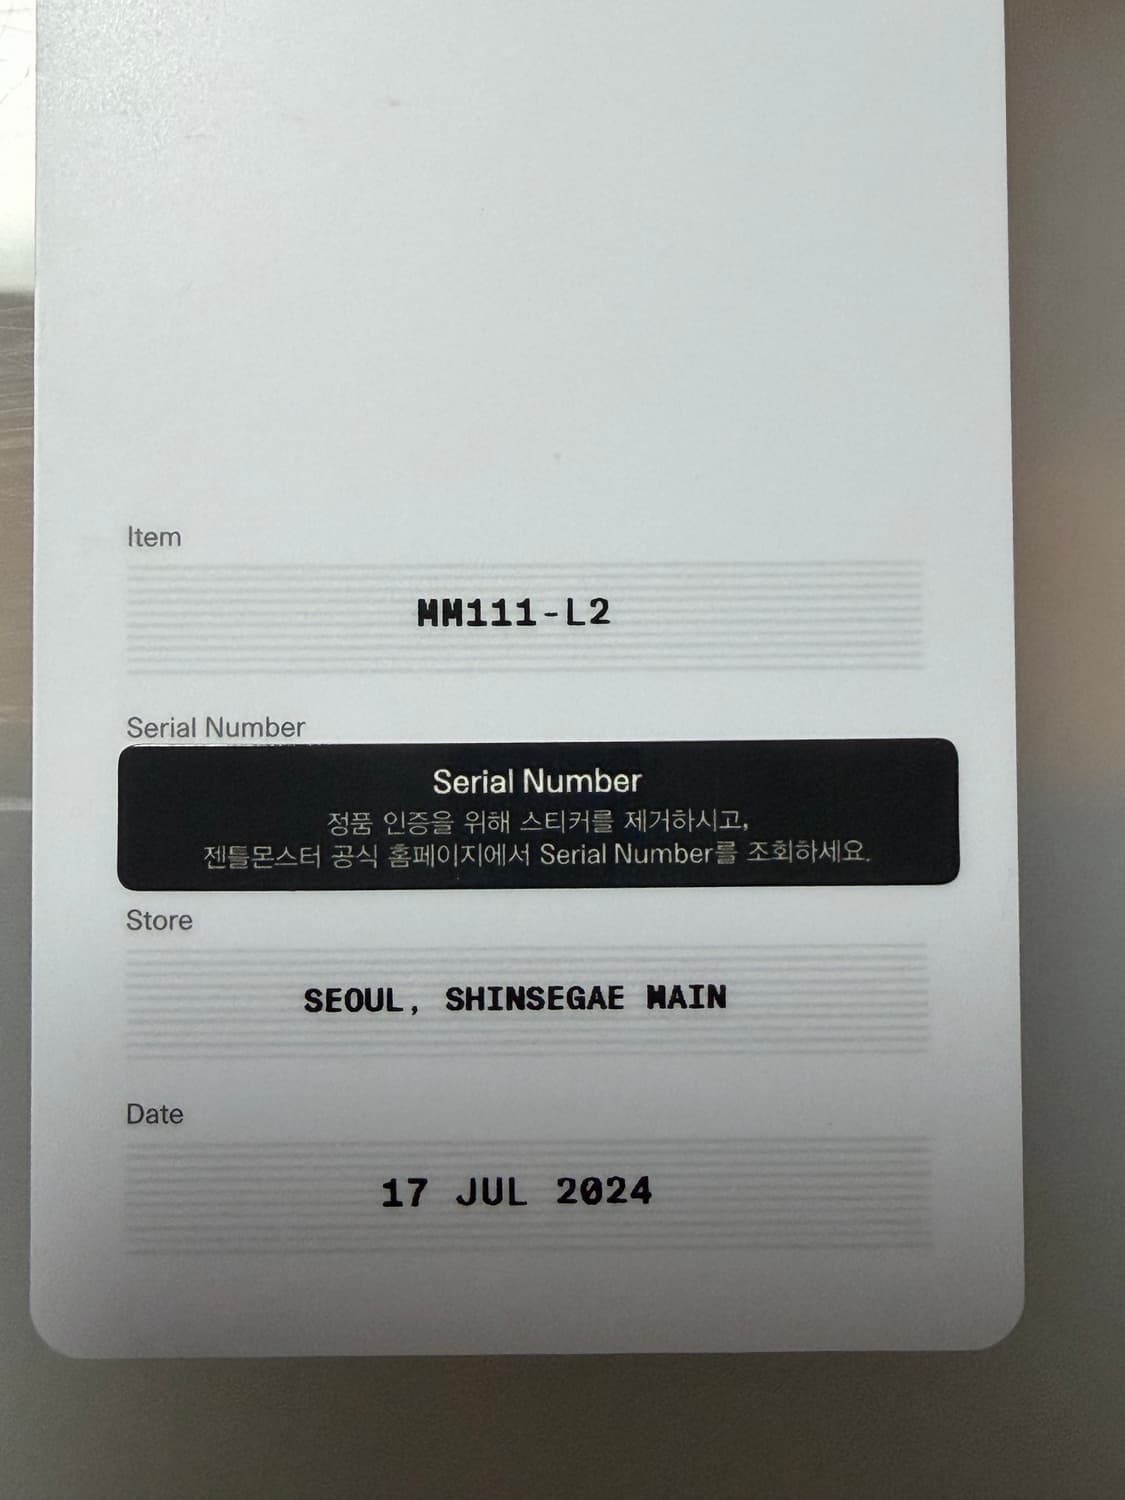 Item
MM111-L2
Serial Number
Serial Number
정품 인증을 위해 스티커를 제거하시고,
젠틀몬스터 공식 홈페이지에서 Serial Number를 조회하세요.
Store
SEOUL, SHINSEGAE MAIN
Date
17 JUL 2024